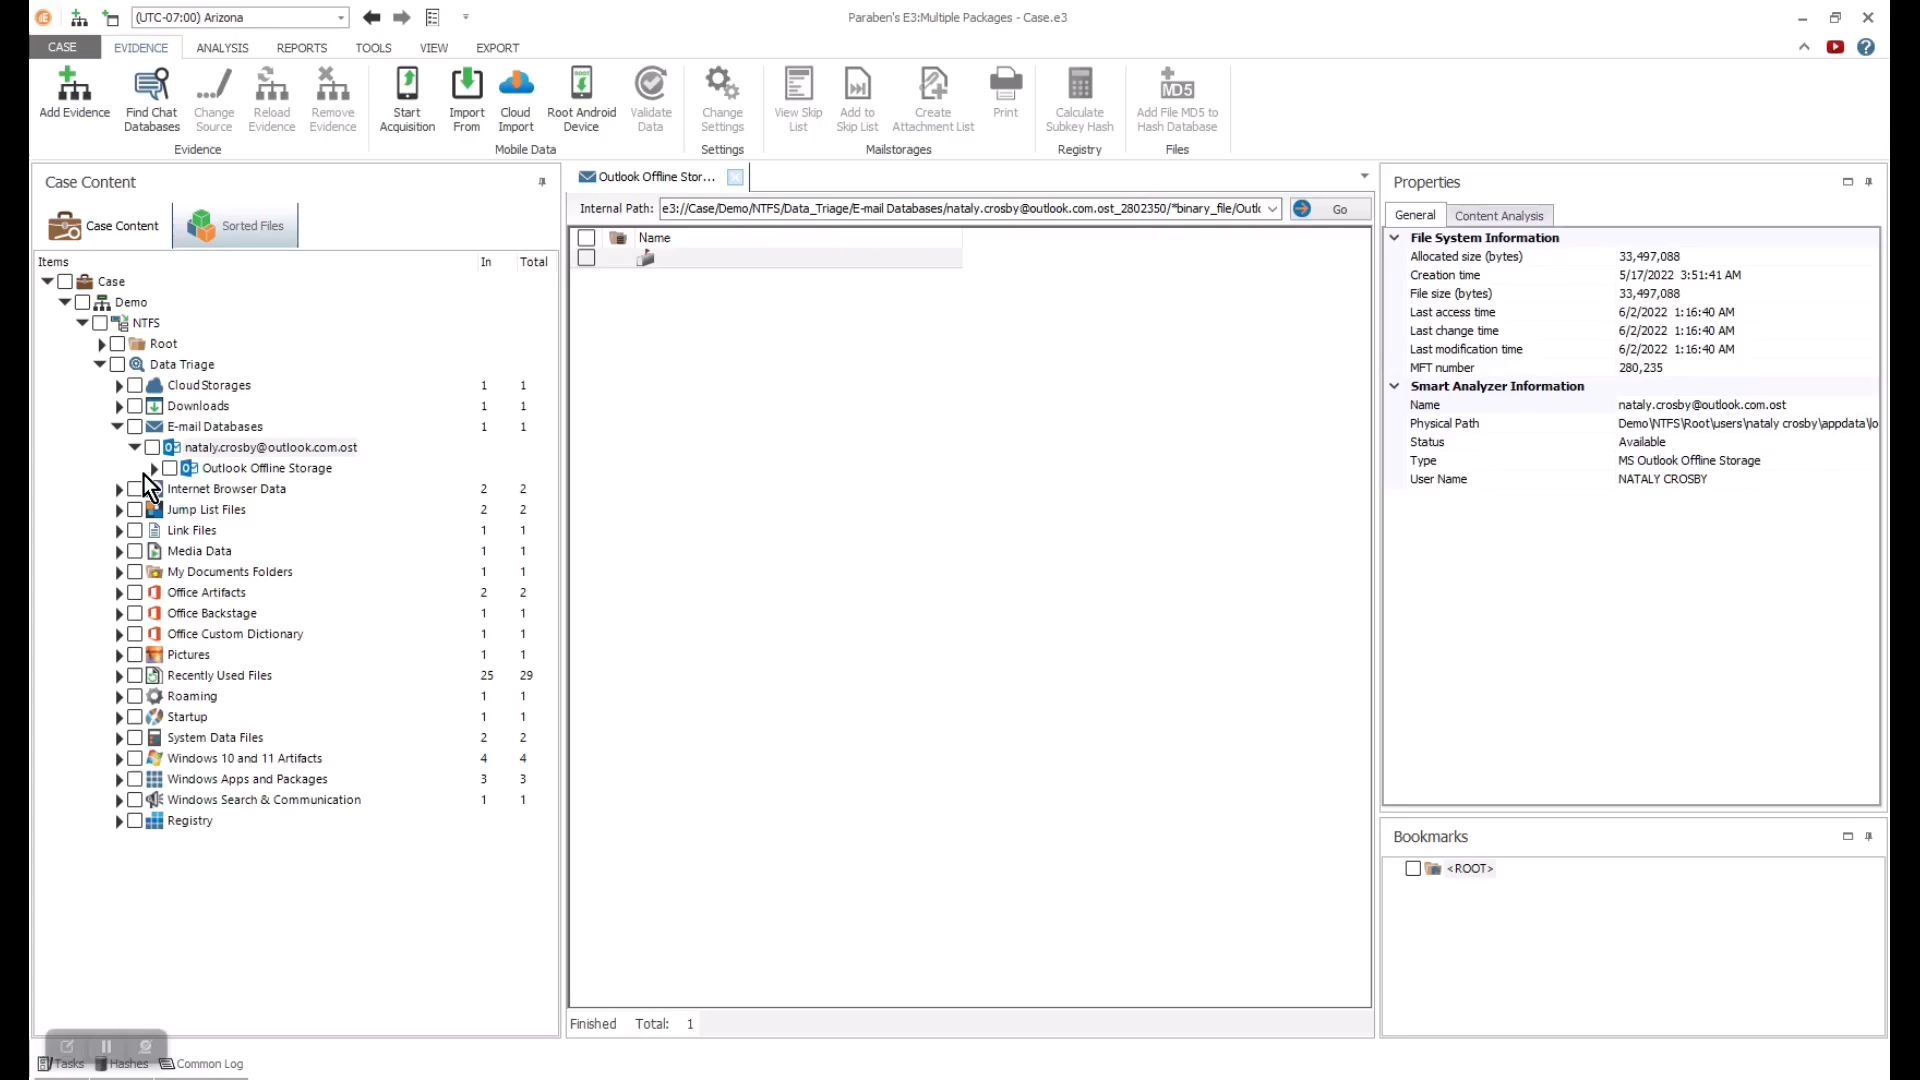 (UTC-07:00) Arizona
Paraben's E3:Multiple Packages - Case.e3
CASE EVIDENCE ANALYSIS REPORTS TOOLS VIEW EXPORT
Add Evidence
Find Chat Databases
Change Source
Reload Evidence
Remove Evidence
Evidence
Start Acquisition
Import From
Cloud Import
ROOT
Root Android Device
Validate Data
Mobile Data
Change Settings
Settings
View Skip List
Add to Skip List
Create Attachment List
Print
Mailstorages
Calculate Subkey Hash
Registry
MD5
Add File MD5 to Hash Database
Files
Case Content
Case Content Sorted Files
Items In Total
Case
Demo
NTFS
Root
Data Triage
Cloud Storages 1 1
Downloads 1 1
E-mail Databases 1 1
nataly.crosby@outlook.com.ost
Outlook Offline Storage
Internet Browser Data 2 2
Jump List Files 2 2
Link Files 1 1
Media Data 1 1
My Documents Folders 1 1
Office Artifacts 2 2
Office Backstage 1 1
Office Custom Dictionary 1 1
Pictures 1 1
Recently Used Files 25 29
Roaming 1 1
Startup 1 1
System Data Files 2 2
Windows 10 and 11 Artifacts 4 4
Windows Apps and Packages 3 3
Windows Search & Communication 1 1
Registry
Tasks Hashes Common Log
Outlook Offline Stor...
Internal Path: e3://Case/Demo/NTFS/Data_Triage/E-mail Databases/nataly.crosby@outlook.com.ost_2802350/*binary_file/Outl Go
Name
Finished Total: 1
Properties
General Content Analysis
File System Information
Allocated size (bytes) 33,497,088
Creation time 5/17/2022 3:51:41 AM
File size (bytes) 33,497,088
Last access time 6/2/2022 1:16:40 AM
Last change time 6/2/2022 1:16:40 AM
Last modification time 6/2/2022 1:16:40 AM
MFT number 280,235
Smart Analyzer Information
Name nataly.crosby@outlook.com.ost
Physical Path Demo\NTFS\Root\users\nataly crosby\appdata\lo
Status Available
Type MS Outlook Offline Storage
User Name NATALY CROSBY
Bookmarks
<ROOT>